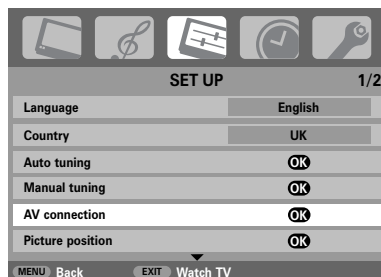 SET UP 1/2
Language English
Country UK
Auto tuning OK
Manual tuning OK
AV connection OK
Picture position OK
MENU Back EXIT Watch TV